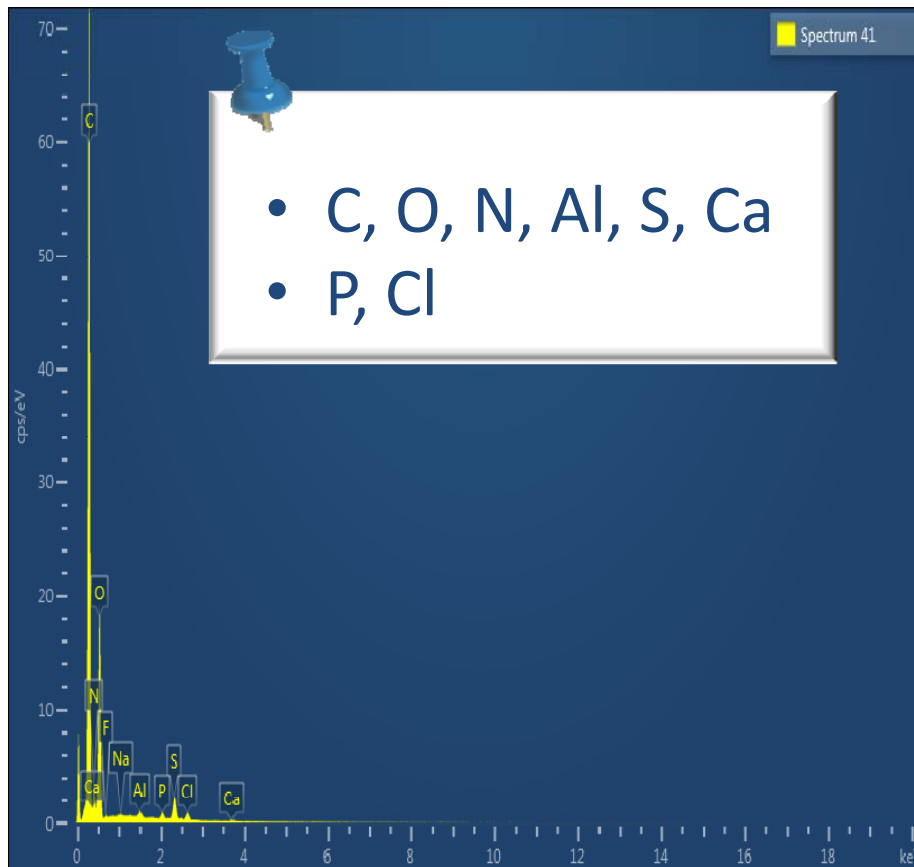 70
Spectrum 41
C
60
• C, O, N, Al, S, Ca
• P, Cl
50
40
cps/eV
30
20
O
N
10
F
Na
S
Ca
Al
P
Cl
Ca
0
0
2
4
6
8
10
12
14
16
18
ke